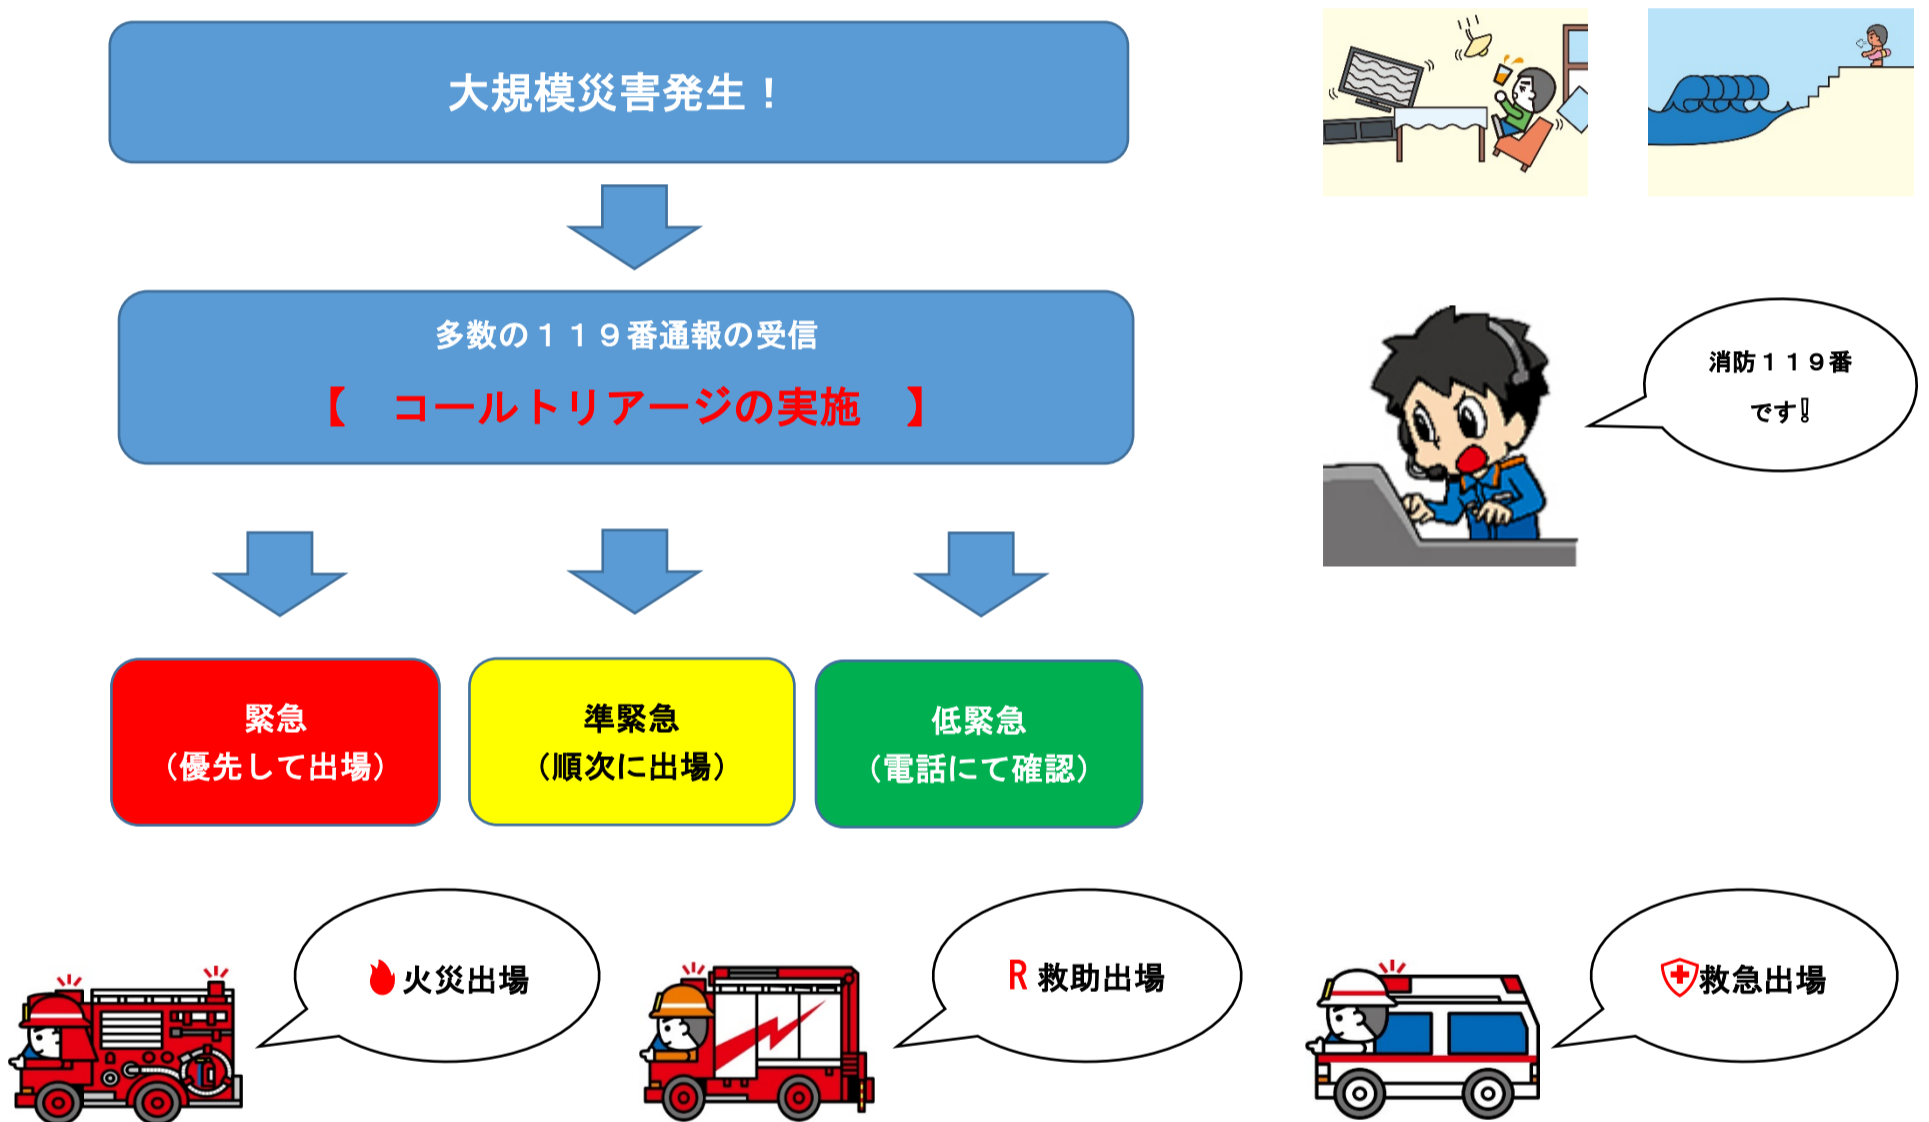 大規模災害発生！
多数の１１９番通報の受信
【　コールトリアージの実施　】
消防１１９番
です‼
緊急
（優先して出場）
準緊急
（順次に出場）
低緊急
（電話にて確認）
火災出場
R 救助出場
救急出場